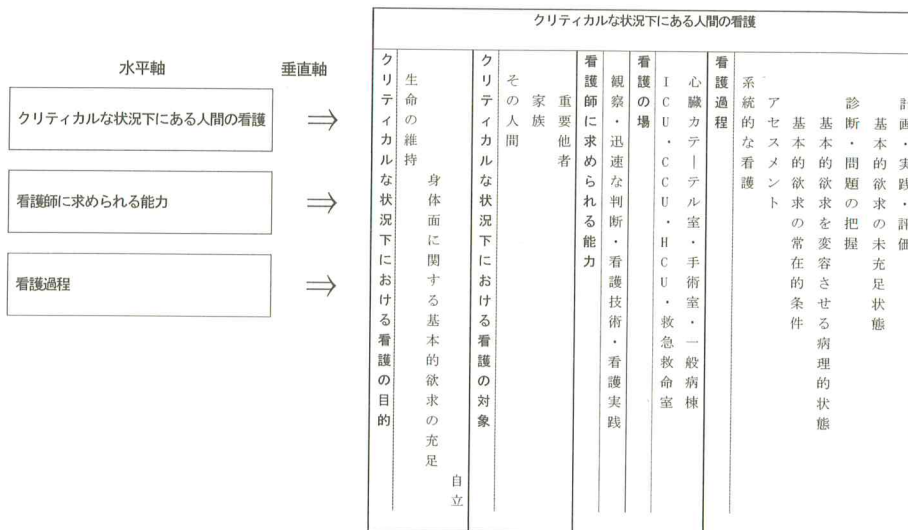 クリティカルな状況下にある人間の看護
水平軸
垂直軸
クリティカルな状況下にある人間の看護
⇒
看護師に求められる能力
⇒
看護過程
⇒
クリティカルな状況下における看護の目的
生命の維持
身体面に関する基本的欲求の充足
自立
クリティカルな状況下における看護の対象
その人間
家族
重要他者
看護師に求められる能力
観察・迅速な判断・看護技術・看護実践
看護の場
ICU・CCU・HCU・救急救命室
心臓カテーテル室・手術室・一般病棟
看護過程
系統的な看護
アセスメント
基本的欲求の常在的条件
基本的欲求を変容させる病理的状態
診断・問題の把握
基本的欲求の未充足状態
計画・実践・評価